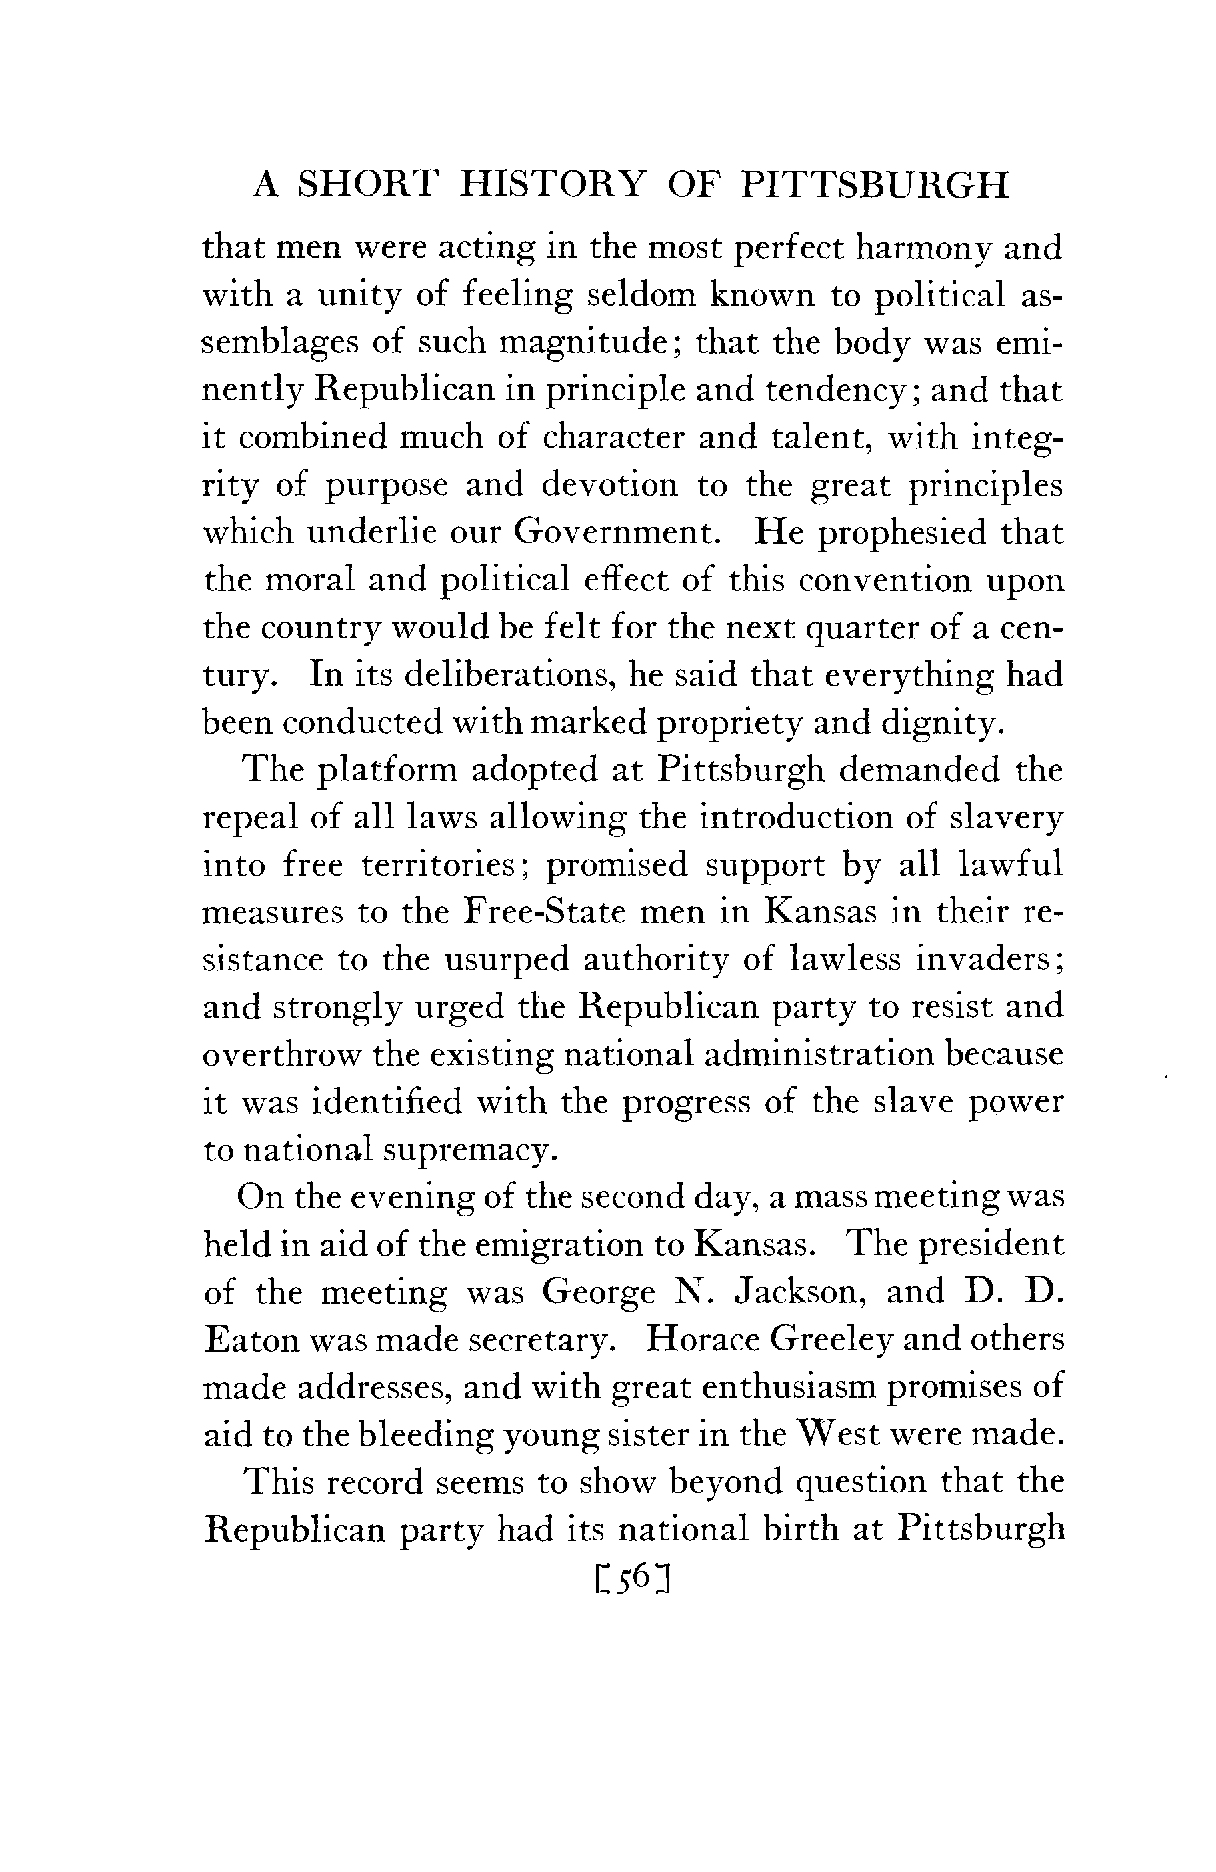 A SHORT HISTORY OF PITTSBURGH
that men were acting in the most perfect harmony and
with a unity of feeling seldom known to political as-
semblages of such magnitude; that the body was emi-
nently Republican in principle and tendency; and that
it combined much of character and talent, with integ-
rity of purpose and devotion to the great principles
which underlie our Government. He prophesied that
the moral and political effect of this convention upon
the country would be felt for the next quarter of a cen-
tury. In its deliberations, he said that everything had
been conducted with marked propriety and dignity.
The platform adopted at Pittsburgh demanded the
repeal of all laws allowing the introduction of slavery
into free territories; promised support by all lawful
measures to the Free-State men in Kansas in their re-
sistance to the usurped authority of lawless invaders;
and strongly urged the Republican party to resist and
overthrow the existing national administration because
it was identified with the progress of the slave power
to national supremacy.
On the evening of the second day, a mass meeting was
held in aid of the emigration to Kansas. The president
of the meeting was George N. Jackson, and D. D.
Eaton was made secretary. Horace Greeley and others
made addresses, and with great enthusiasm promises of
aid to the bleeding young sister in the West were made.
This record seems to show beyond question that the
Republican party had its national birth at Pittsburgh
[56]